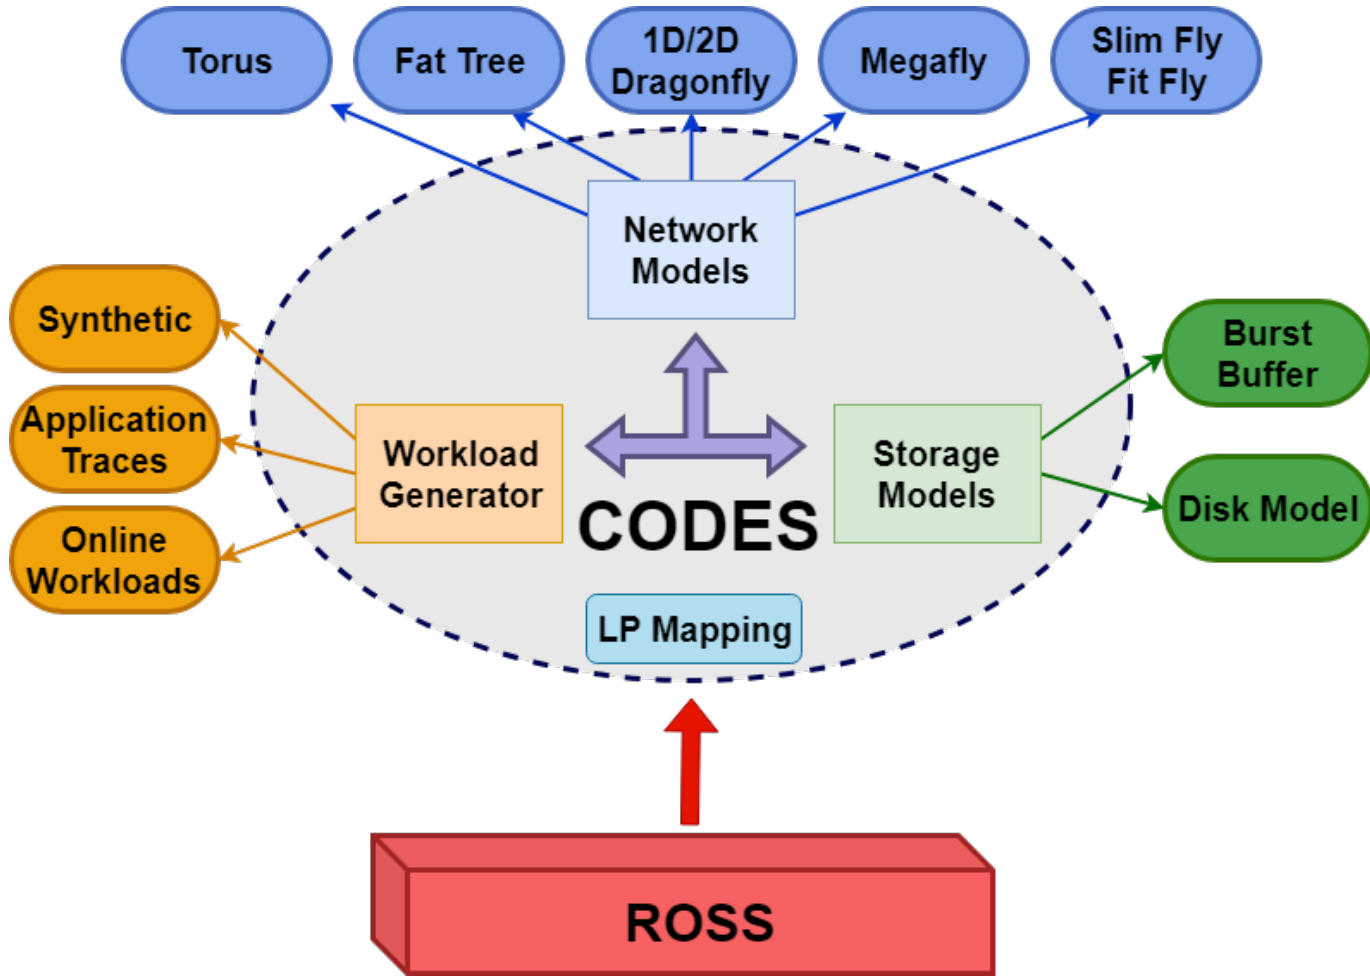 Torus
Fat Tree
1D/2D
Dragonfly
Megafly
Slim Fly
Fit Fly
Network
Models
Synthetic
Application
Traces
Online
Workloads
Workload
Generator
CODES
Storage
Models
Burst
Buffer
Disk Model
LP Mapping
ROSS